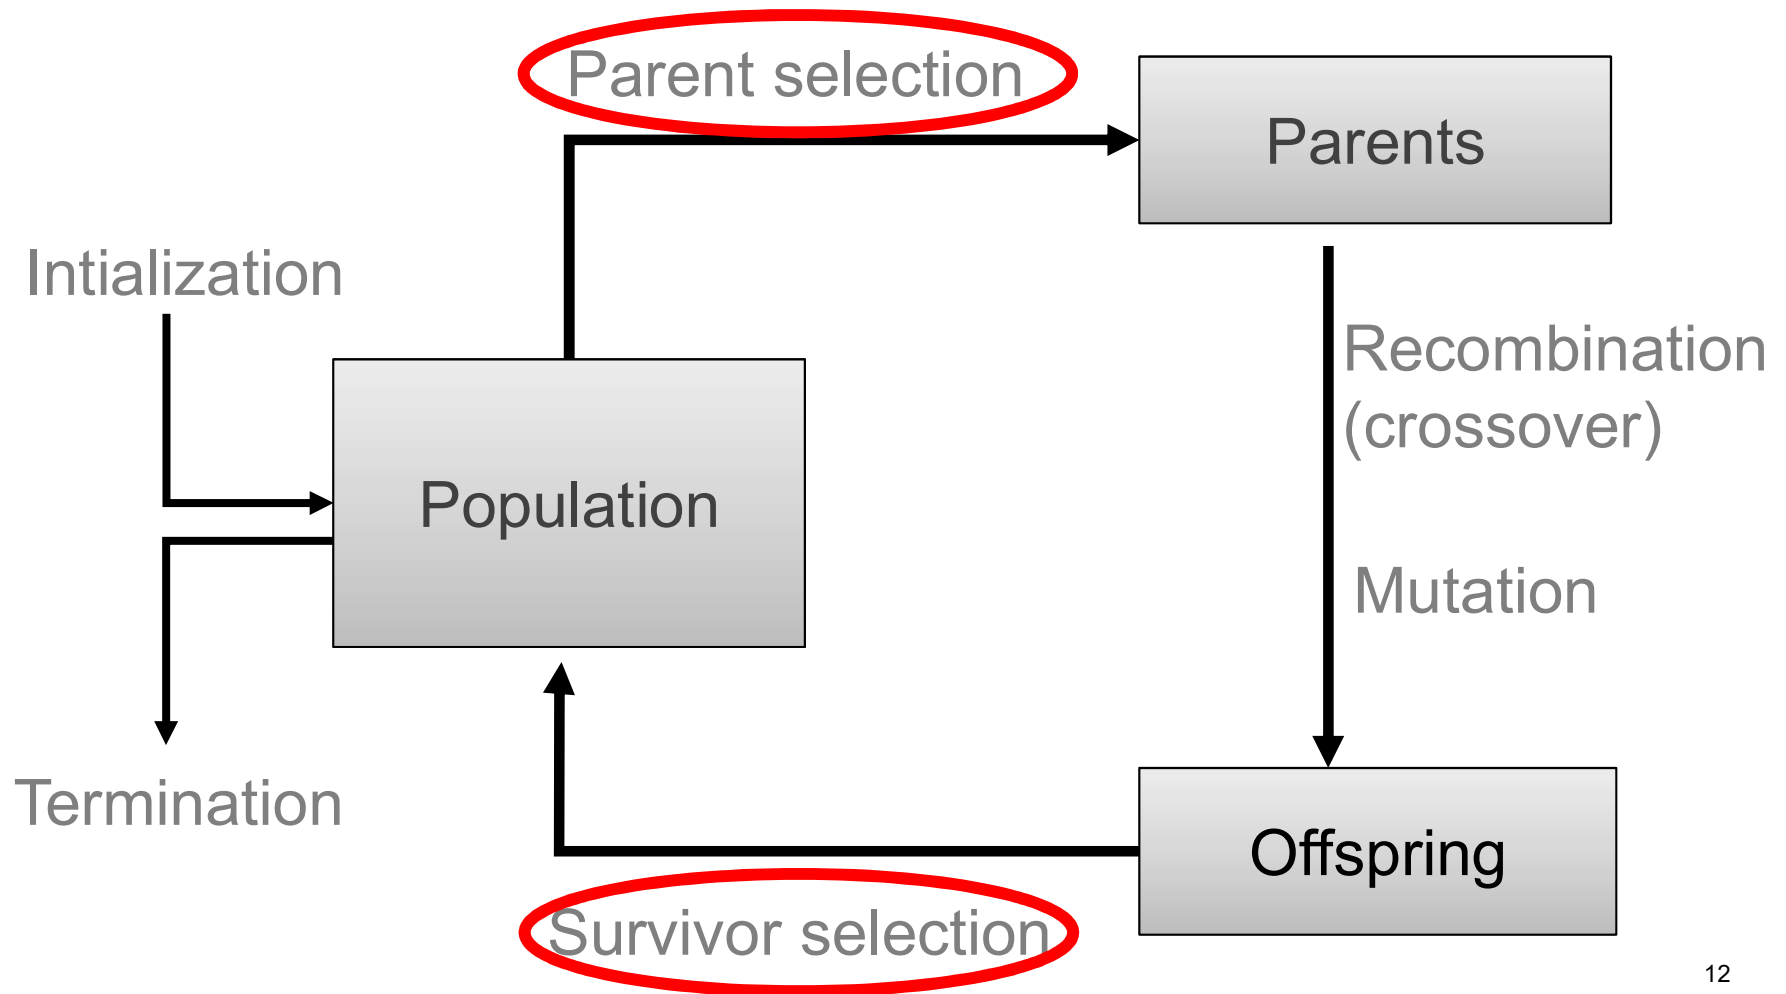 Parent selection
Parents
Intialization
Recombination
(crossover)
Population
Mutation
Termination
Offspring
Survivor selection
12